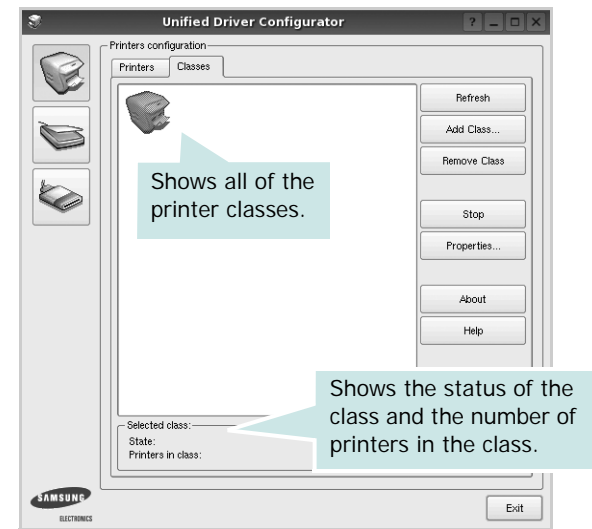 Unified Driver Configurator
Printers configuration
Printers Classes
Refresh
Add Class...
Remove Class
Stop
Properties...
About
Help
Shows all of the
printer classes.
Shows the status of the
class and the number of
printers in the class.
Selected class:
State:
Printers in class:
SAMSUNG
ELECTRONICS
Exit